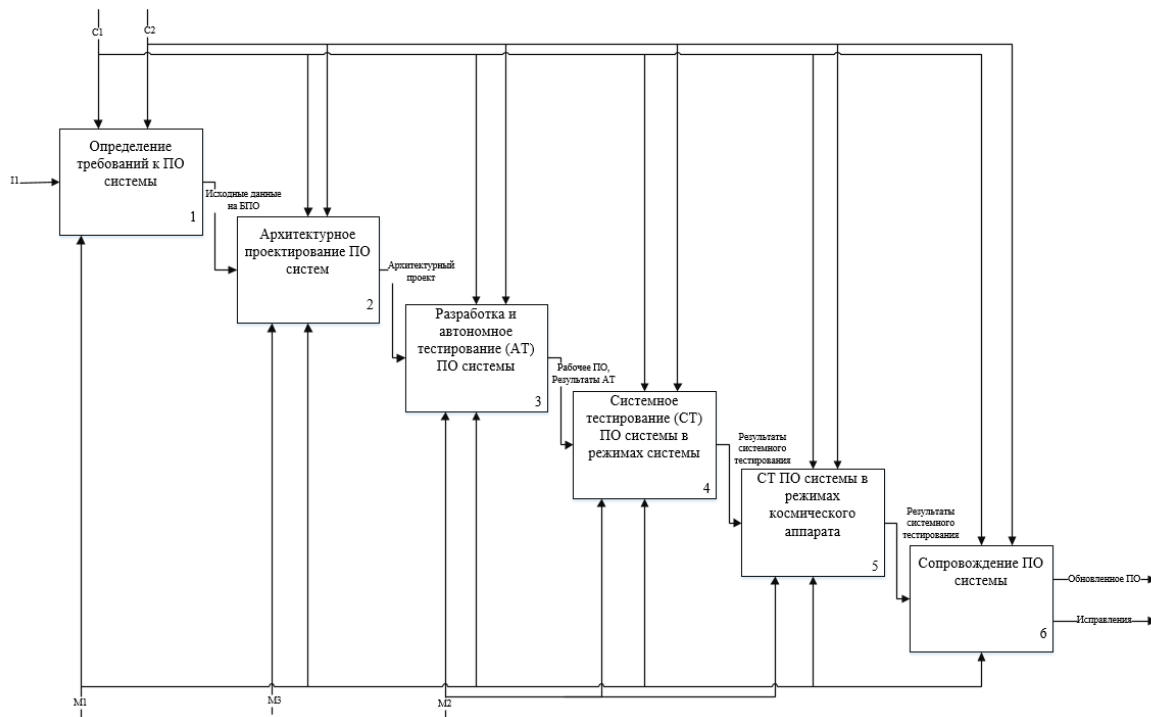 C1
C2
Определение
требований к ПО
системы
1
I1
Исходные данные
на БПО
Архитектурное
проектирование ПО
систем
2
Архитектурный
проект
Разработка и
автономное
тестирование (АТ)
ПО системы
3
Рабочее ПО,
Результаты АТ
Системное
тестирование (СТ)
ПО системы в
режимах системы
4
Результаты
системного
тестирования
СТ ПО системы в
режимах
космического
аппарата
5
Результаты
системного
тестирования
Сопровождение ПО
системы
6
Обновленное ПО
Исправления
М1
М3
М2